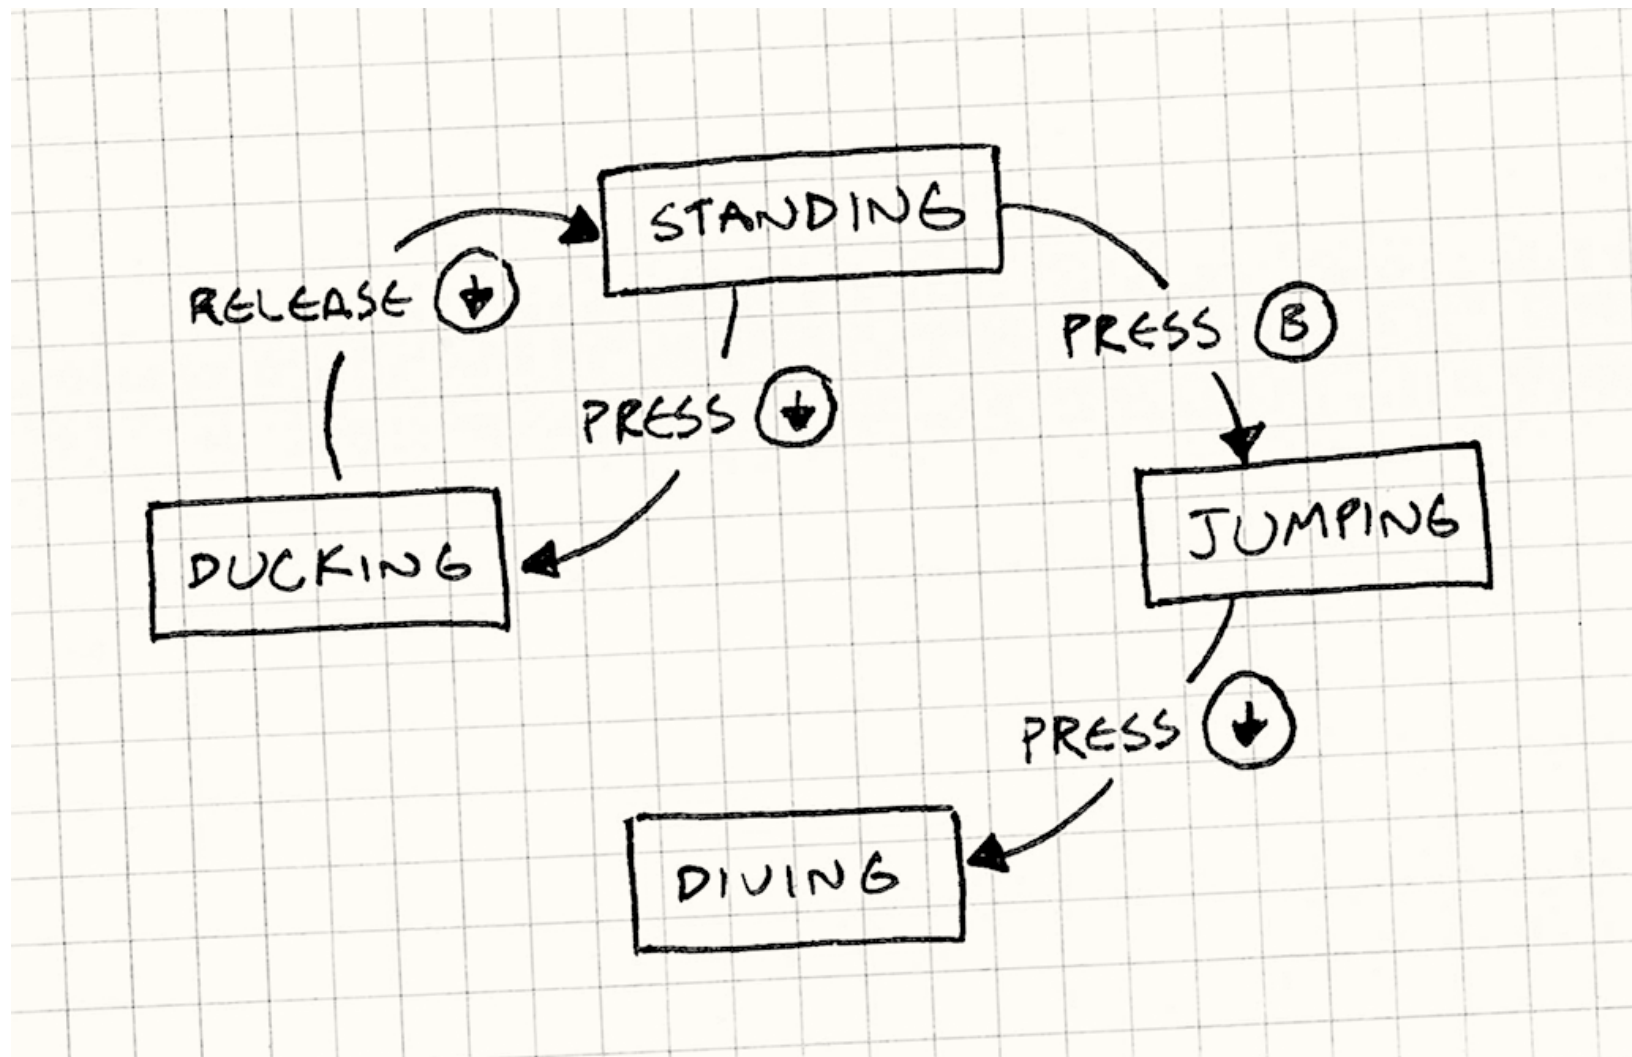 STANDING
RELEASE ↓
PRESS B
PRESS ↓
DUCKING
JUMPING
PRESS ↓
DIVING